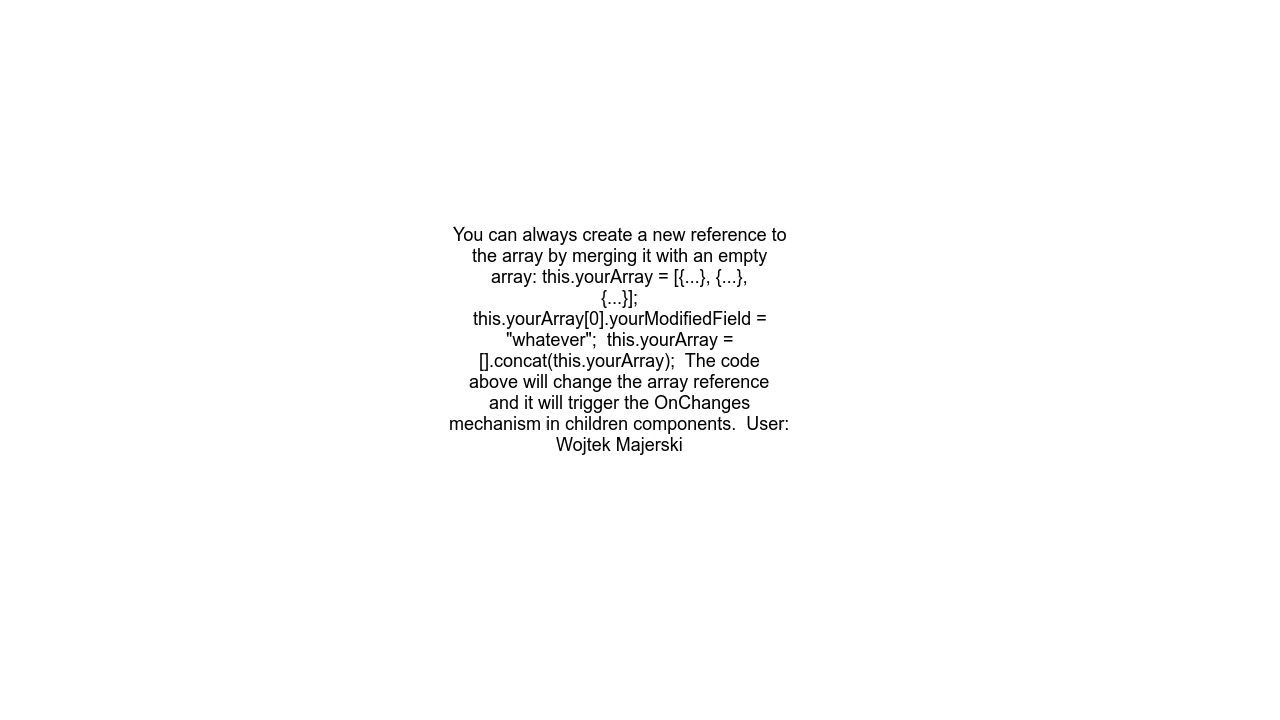 You can always create a new reference to
the array by merging it with an empty
array: this.yourArray = [{...}, {...},
{...}];
this.yourArray[0].yourModifiedField =
"whatever";  this.yourArray =
[].concat(this.yourArray);  The code
above will change the array reference
and it will trigger the OnChanges
mechanism in children components.  User:
Wojtek Majerski